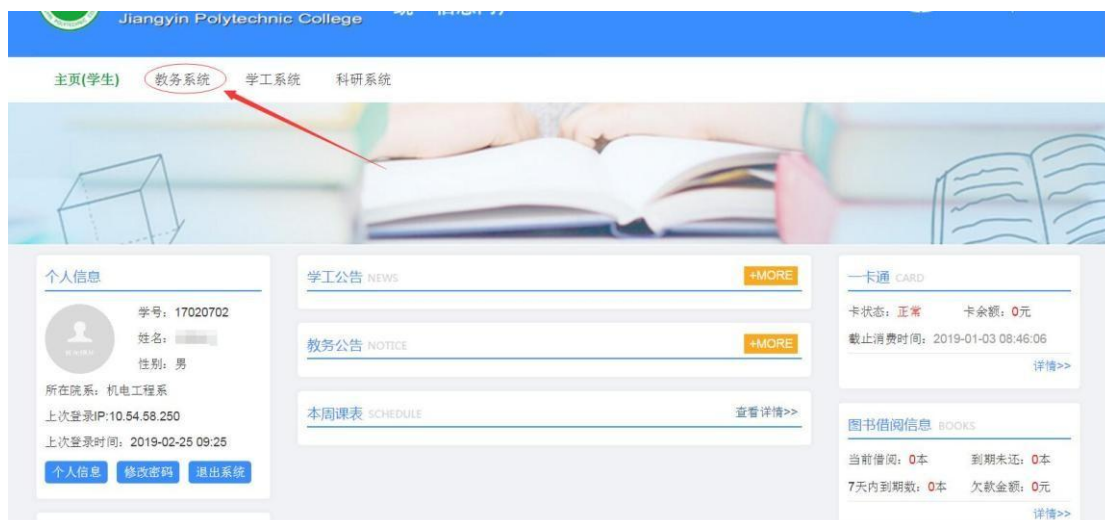 Jiangyin Polytechnic College
主页(学生) 教务系统 学工系统 科研系统
个人信息
学号：17020702
姓名：
性别：男
所在院系：机电工程系
上次登录IP:10.54.58.250
上次登录时间：2019-02-25 09:25
个人信息 修改密码 退出系统
学工公告 NEWS +MORE
教务公告 NOTICE +MORE
本周课表 SCHEDULE 查看详情>>
一卡通 CARD
卡状态：正常 卡余额：0元
截止消费时间：2019-01-03 08:46:06
详情>>
图书借阅信息 BOOKS
当前借阅：0本 到期未还：0本
7天内到期数：0本 欠款金额：0元
详情>>